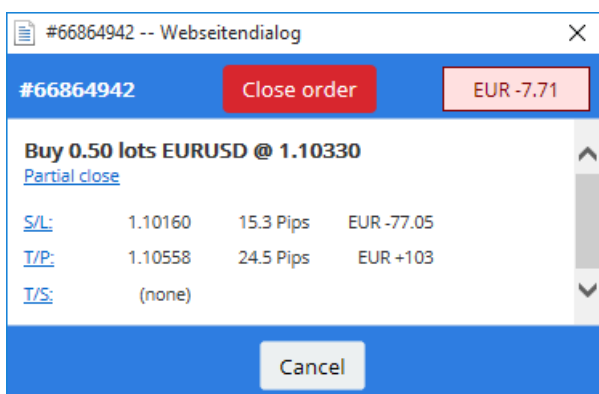 #66864942 -- Webseitendialog
#66864942 Close order EUR -7.71
Buy 0.50 lots EURUSD @ 1.10330
Partial close
S/L: 1.10160 15.3 Pips EUR -77.05
T/P: 1.10558 24.5 Pips EUR +103
T/S: (none)
Cancel